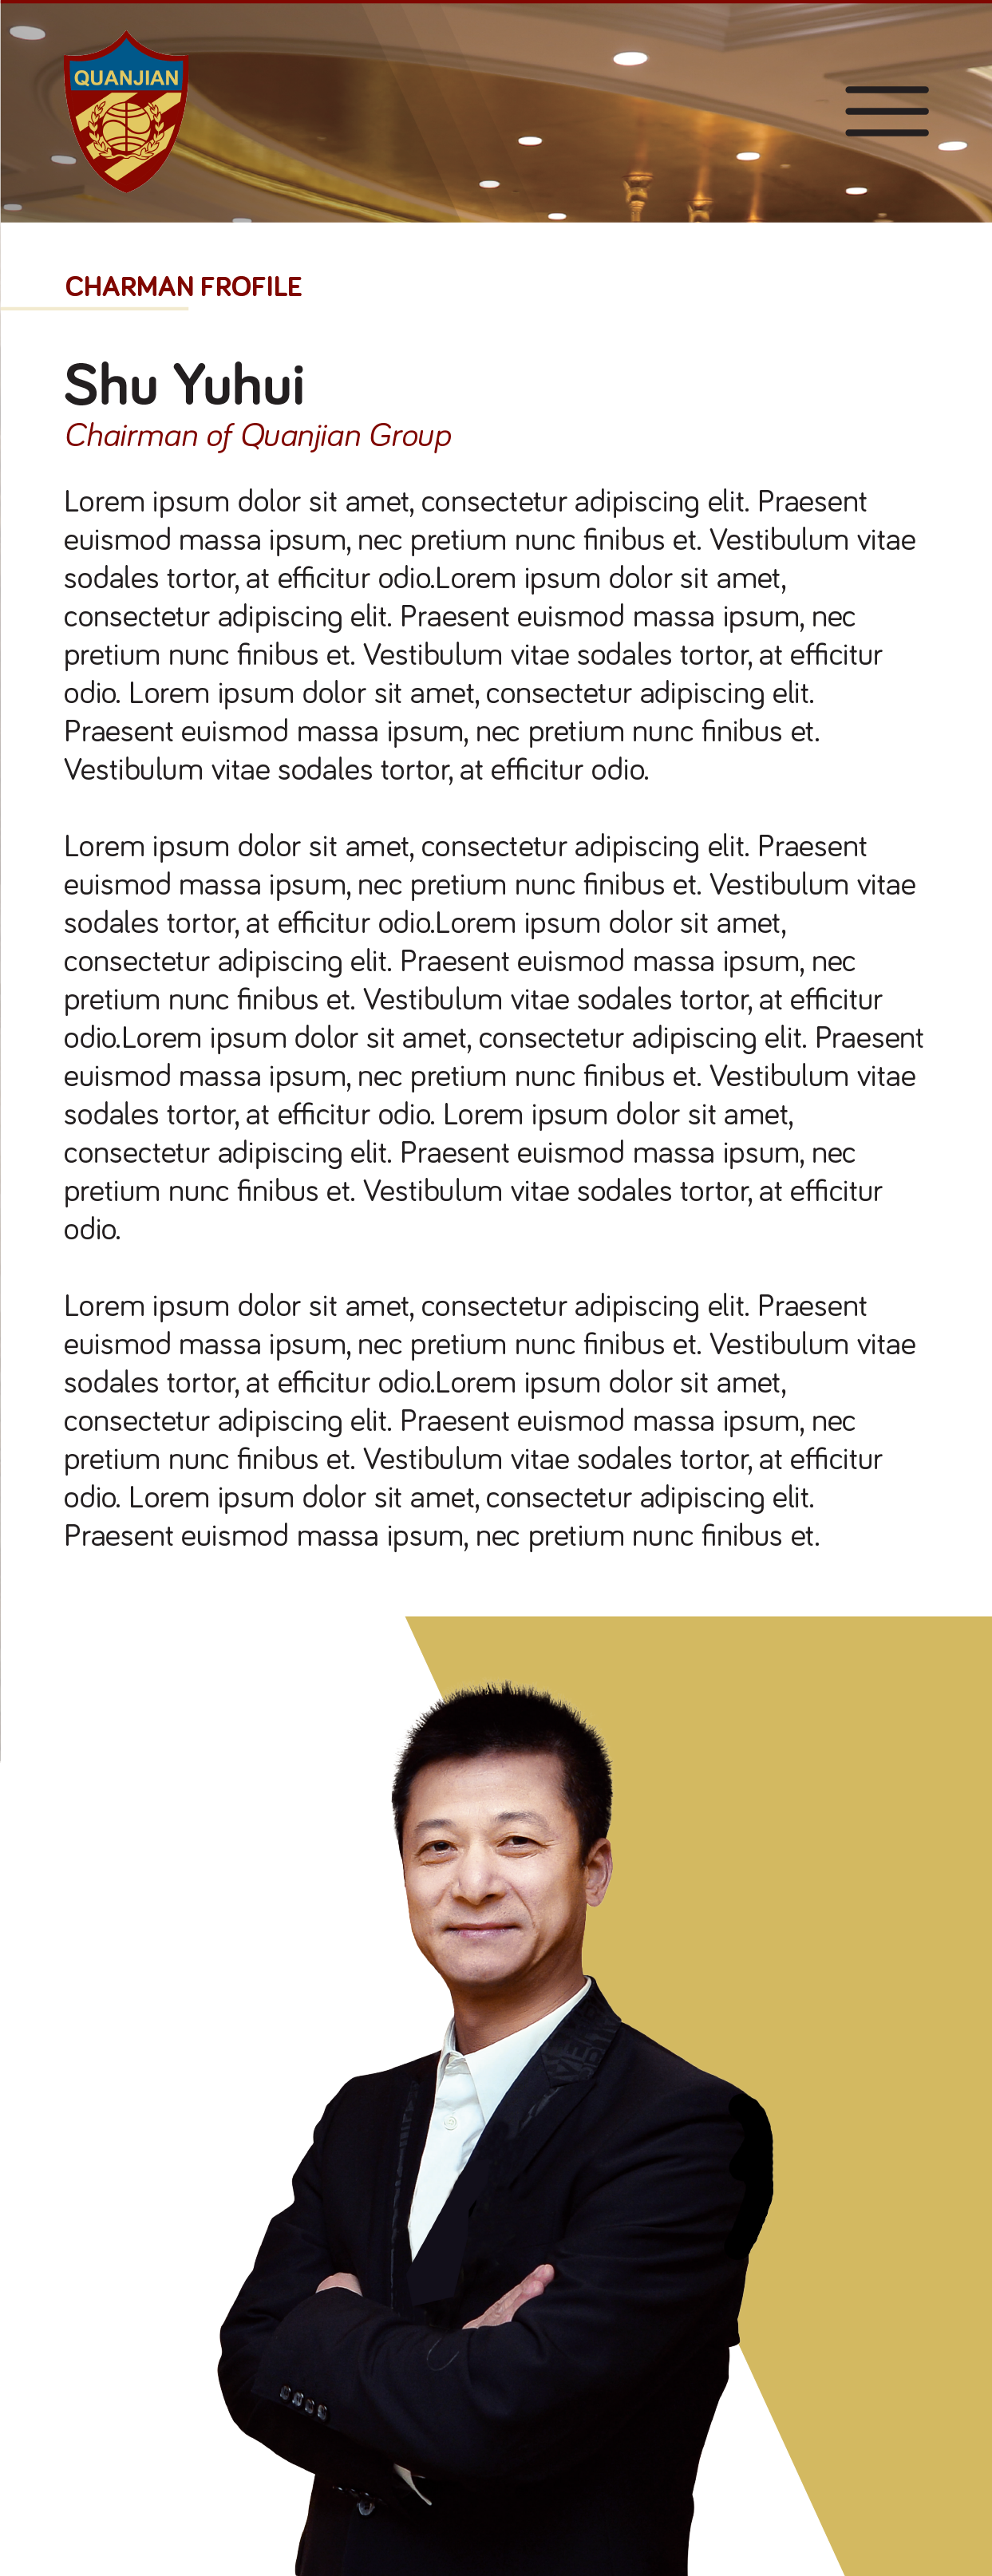 QUANJIAN
CHARMAN FROFILE
Shu Yuhui
Chairman of Quanjian Group
Lorem ipsum dolor sit amet, consectetur adipiscing elit. Praesent
euismod massa ipsum, nec pretium nunc finibus et. Vestibulum vitae
sodales tortor, at efficitur odio.Lorem ipsum dolor sit amet,
consectetur adipiscing elit. Praesent euismod massa ipsum, nec
pretium nunc finibus et. Vestibulum vitae sodales tortor, at efficitur
odio. Lorem ipsum dolor sit amet, consectetur adipiscing elit.
Praesent euismod massa ipsum, nec pretium nunc finibus et.
Vestibulum vitae sodales tortor, at efficitur odio.
Lorem ipsum dolor sit amet, consectetur adipiscing elit. Praesent
euismod massa ipsum, nec pretium nunc finibus et. Vestibulum vitae
sodales tortor, at efficitur odio.Lorem ipsum dolor sit amet,
consectetur adipiscing elit. Praesent euismod massa ipsum, nec
pretium nunc finibus et. Vestibulum vitae sodales tortor, at efficitur
odio.Lorem ipsum dolor sit amet, consectetur adipiscing elit. Praesent
euismod massa ipsum, nec pretium nunc finibus et. Vestibulum vitae
sodales tortor, at efficitur odio. Lorem ipsum dolor sit amet,
consectetur adipiscing elit. Praesent euismod massa ipsum, nec
pretium nunc finibus et. Vestibulum vitae sodales tortor, at efficitur
odio.
Lorem ipsum dolor sit amet, consectetur adipiscing elit. Praesent
euismod massa ipsum, nec pretium nunc finibus et. Vestibulum vitae
sodales tortor, at efficitur odio.Lorem ipsum dolor sit amet,
consectetur adipiscing elit. Praesent euismod massa ipsum, nec
pretium nunc finibus et. Vestibulum vitae sodales tortor, at efficitur
odio. Lorem ipsum dolor sit amet, consectetur adipiscing elit.
Praesent euismod massa ipsum, nec pretium nunc finibus et.